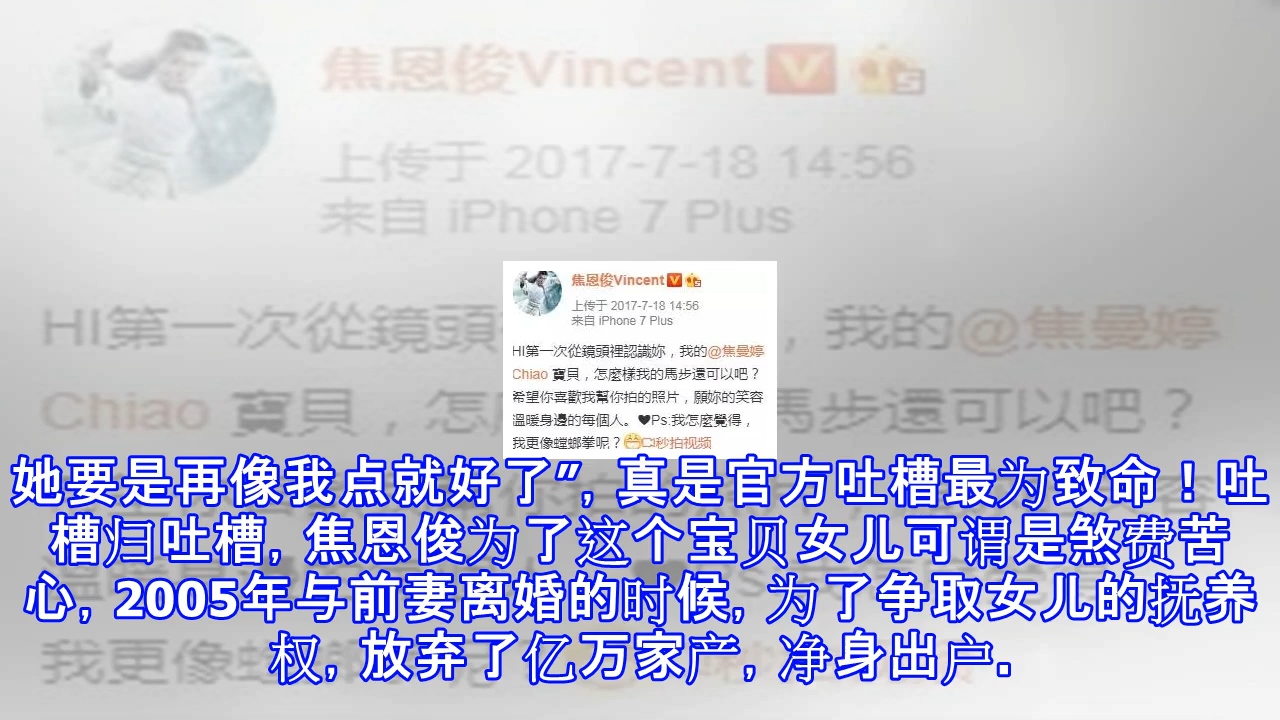 焦恩俊Vincent
上传于 2017-7-18 14:56
来自 iPhone 7 Plus
HI第一次從鏡頭裡認識妳，我的@焦曼婷
Chiao 寶貝，怎麼樣我的馬步還可以吧？
希望你喜歡我幫你拍的照片，願妳的笑容
溫暖身邊的每個人。♥Ps:我怎麼覺得，
我更像螳螂拳呢？😁秒拍视频
她要是再像我点就好了”, 真是官方吐槽最为致命！吐
槽归吐槽, 焦恩俊为了这个宝贝女儿可谓是煞费苦
心, 2005年与前妻离婚的时候, 为了争取女儿的抚养
权, 放弃了亿万家产, 净身出户.